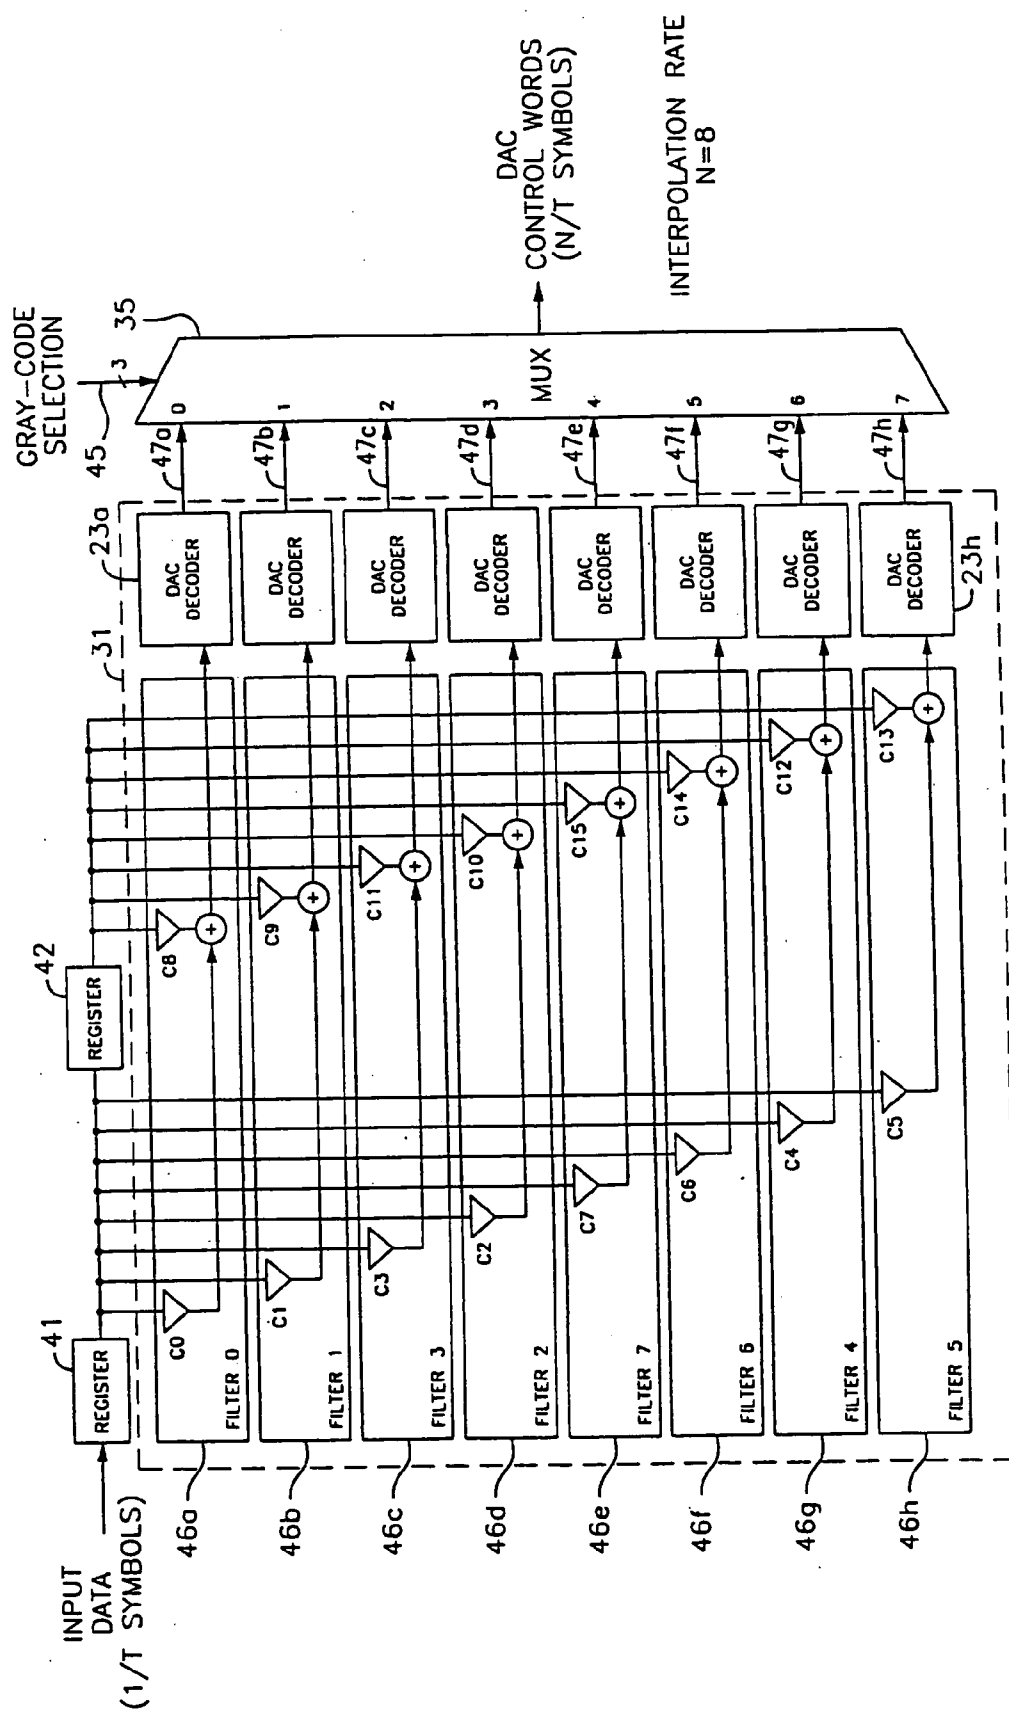 INPUT
DATA
(1/T SYMBOLS)
41
REGISTER
42
REGISTER
31
23a
GRAY-CODE
SELECTION
45
3
35
46a
FILTER 0
C0
C8
+
DAC
DECODER
47a
0
46b
FILTER 1
C1
C9
+
DAC
DECODER
47b
1
46c
FILTER 3
C3
C11
+
DAC
DECODER
47c
2
46d
FILTER 2
C2
C10
+
DAC
DECODER
47d
3
46e
FILTER 7
C7
C15
+
DAC
DECODER
47e
4
46f
FILTER 6
C6
C14
+
DAC
DECODER
47f
5
46g
FILTER 4
C4
C12
+
DAC
DECODER
47g
6
46h
FILTER 5
C5
C13
+
DAC
DECODER
47h
7
23h
MUX
DAC
CONTROL WORDS
(N/T SYMBOLS)
INTERPOLATION RATE
N=8